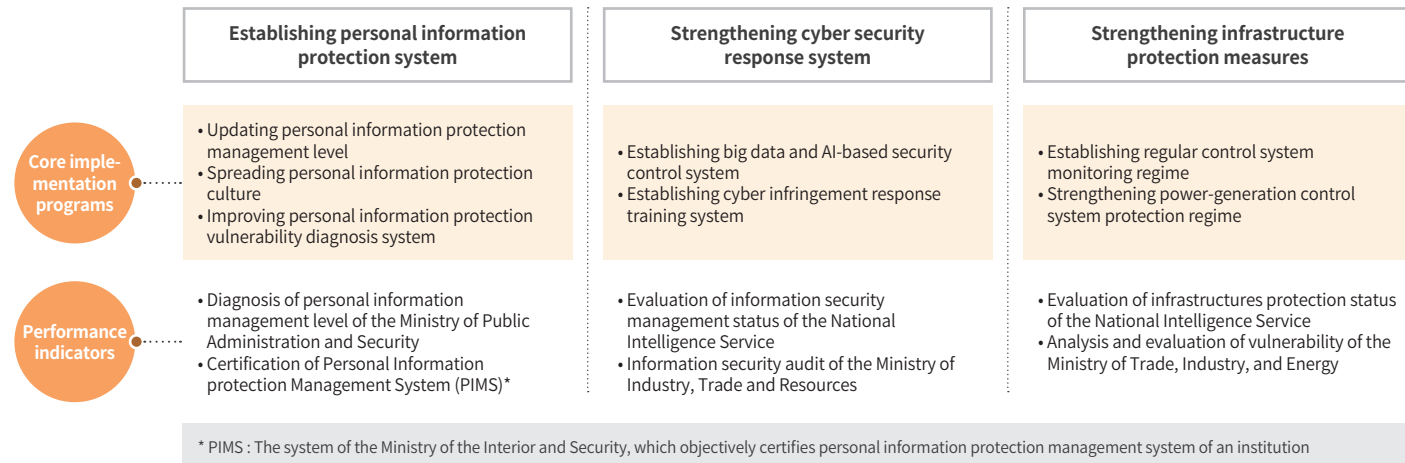 Establishing personal information
protection system
Strengthening cyber security
response system
Strengthening infrastructure
protection measures
Core imple-
mentation
programs
• Updating personal information protection
management level
• Spreading personal information protection
culture
• Improving personal information protection
vulnerability diagnosis system
• Establishing big data and AI-based security
control system
• Establishing cyber infringement response
training system
• Establishing regular control system
monitoring regime
• Strengthening power-generation control
system protection regime
Performance
indicators
• Diagnosis of personal information
management level of the Ministry of Public
Administration and Security
• Certification of Personal Information
protection Management System (PIMS)*
• Evaluation of information security
management status of the National
Intelligence Service
• Information security audit of the Ministry of
Industry, Trade and Resources
• Evaluation of infrastructures protection status
of the National Intelligence Service
• Analysis and evaluation of vulnerability of the
Ministry of Trade, Industry, and Energy
* PIMS : The system of the Ministry of the Interior and Security, which objectively certifies personal information protection management system of an institution